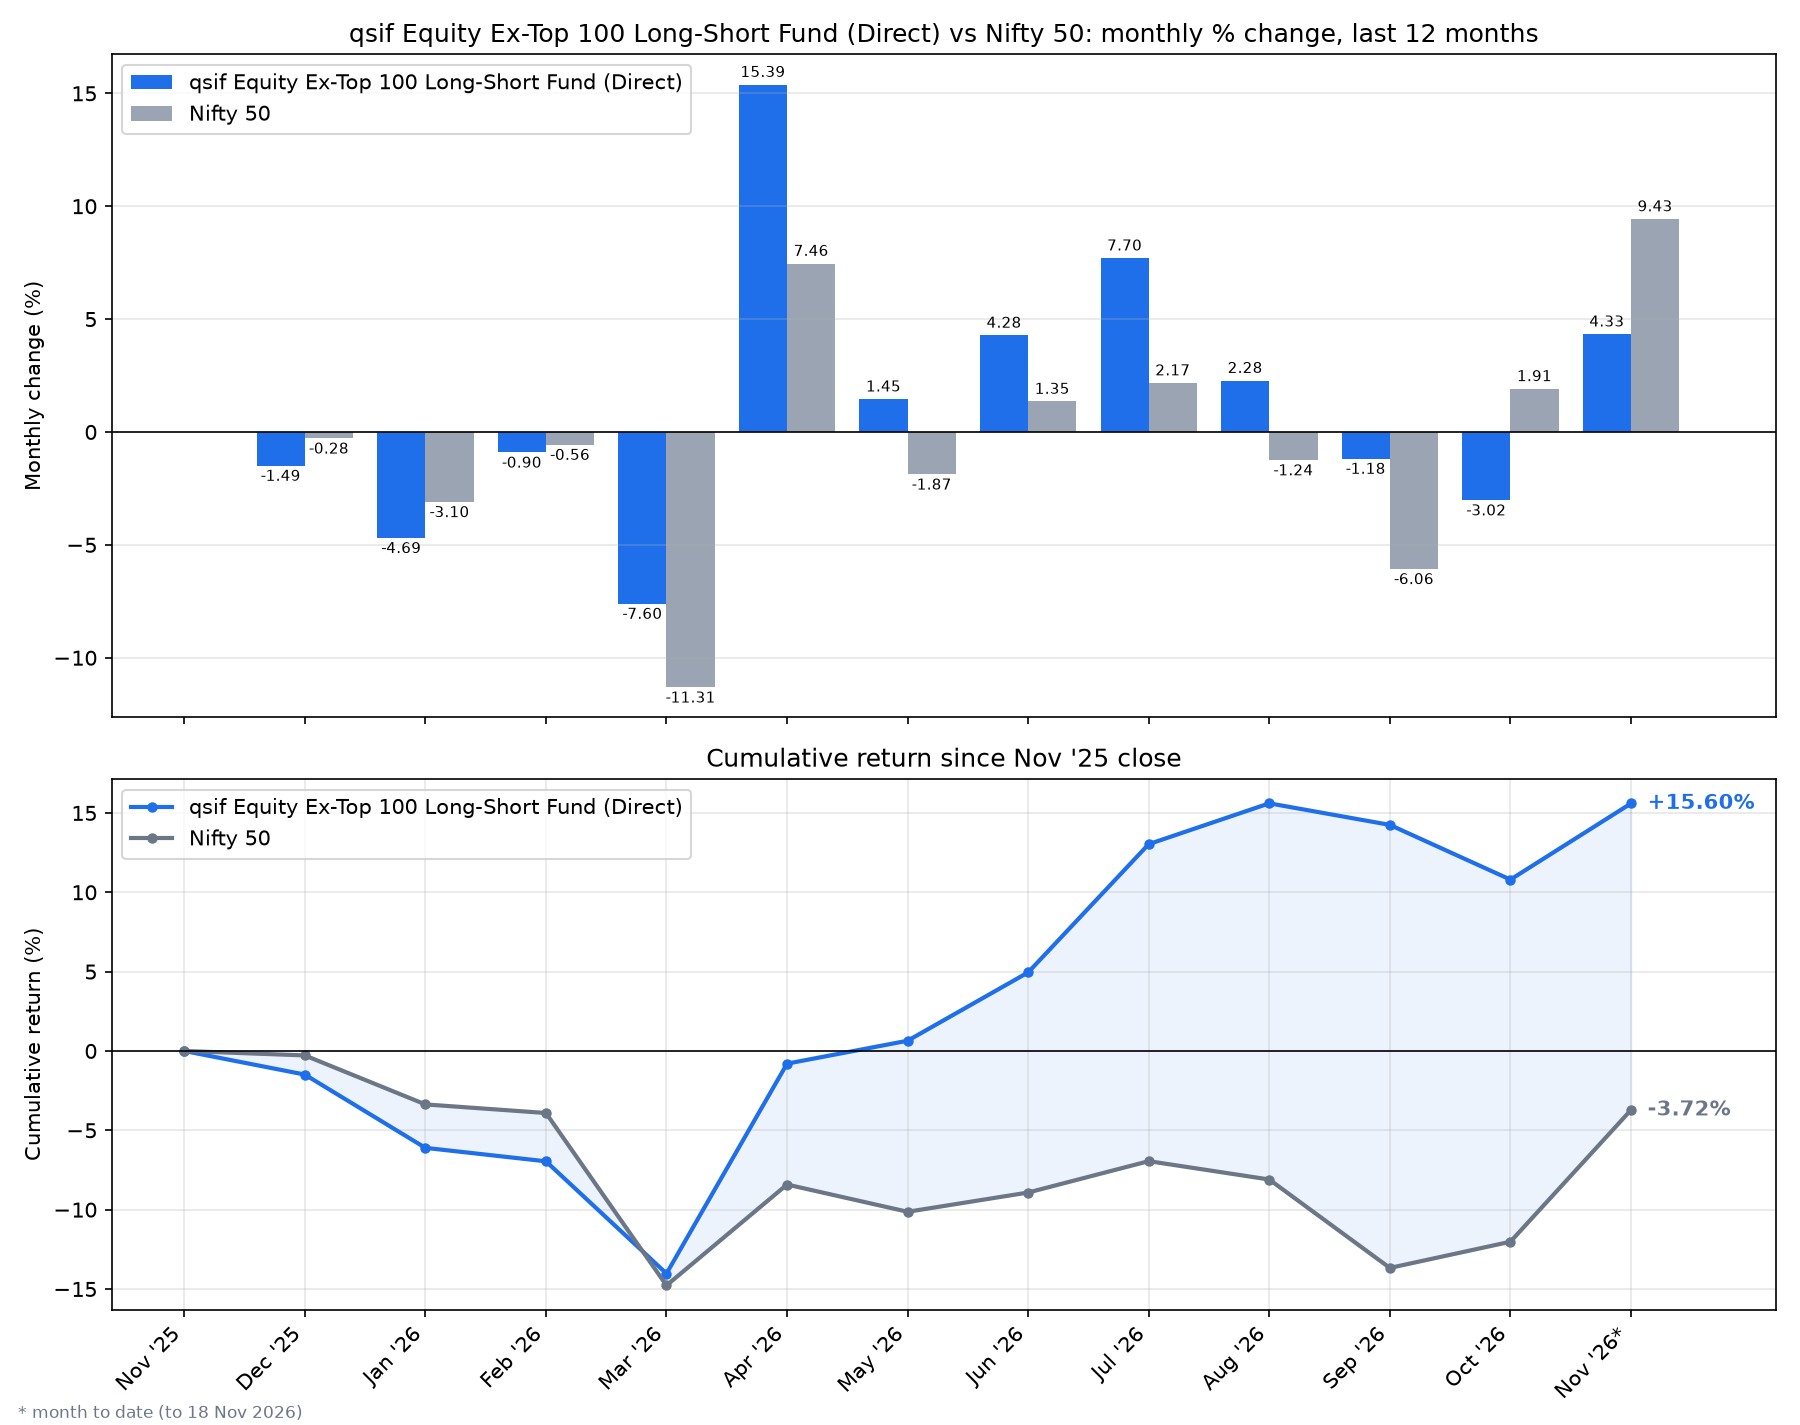 qsif Equity Ex-Top 100 Long-Short Fund (Direct) vs Nifty 50: monthly % change, last 12 months
qsif Equity Ex-Top 100 Long-Short Fund (Direct)
Nifty 50
Monthly change (%)
15
10
5
0
−5
−10
-1.49
-0.28
-4.69
-3.10
-0.90
-0.56
-7.60
-11.31
15.39
7.46
1.45
-1.87
4.28
1.35
7.70
2.17
2.28
-1.24
-1.18
-6.06
-3.02
1.91
4.33
9.43
Cumulative return since Nov '25 close
qsif Equity Ex-Top 100 Long-Short Fund (Direct)
Nifty 50
Cumulative return (%)
15
10
5
0
−5
−10
−15
+15.60%
-3.72%
Nov '25
Dec '25
Jan '26
Feb '26
Mar '26
Apr '26
May '26
Jun '26
Jul '26
Aug '26
Sep '26
Oct '26
Nov '26*
* month to date (to 18 Nov 2026)